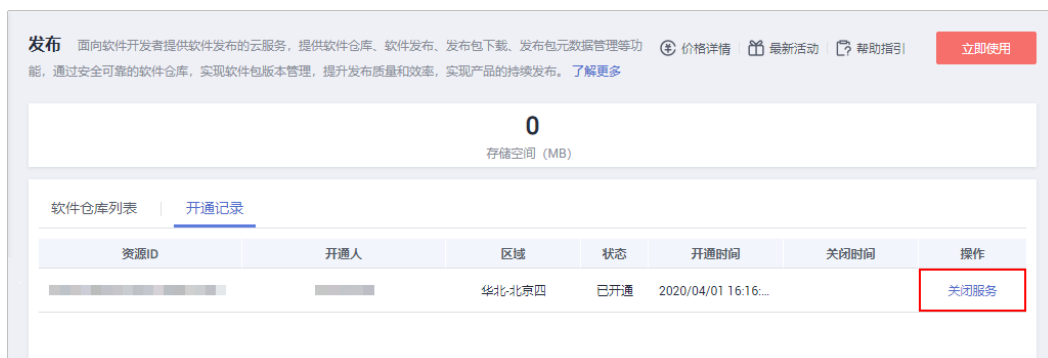 发布 面向软件开发者提供软件发布的云服务，提供软件仓库、软件发布、发布包下载、发布包元数据管理等功 价格详情 最新活动 帮助指引 立即使用
能，通过安全可靠的软件仓库，实现软件包版本管理，提升发布质量和效率，实现产品的持续发布。 了解更多
0
存储空间（MB）
软件仓库列表 开通记录
资源ID 开通人 区域 状态 开通时间 关闭时间 操作
华北-北京四 已开通 2020/04/01 16:16:... 关闭服务